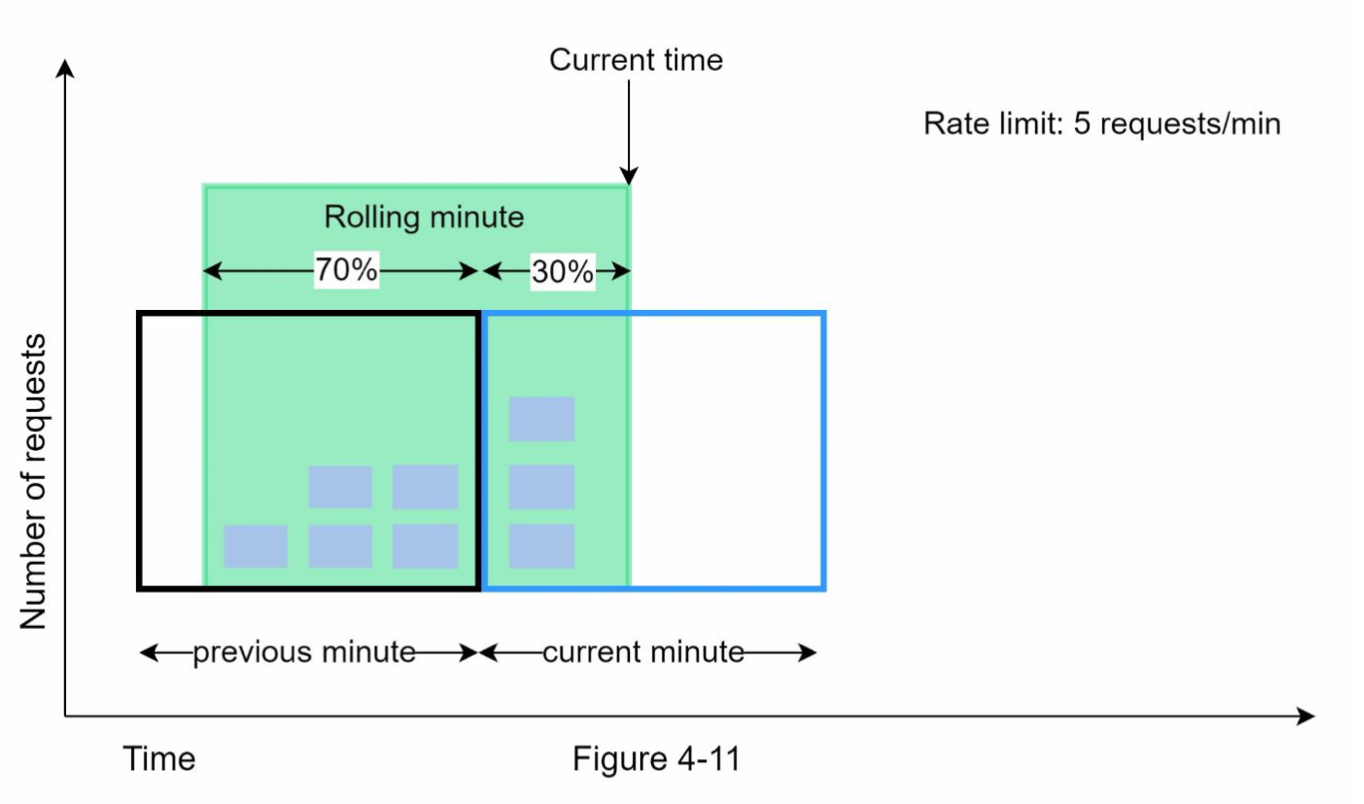 Current time
Rate limit: 5 requests/min
Rolling minute
70%
30%
Number of requests
previous minute
current minute
Time
Figure 4-11